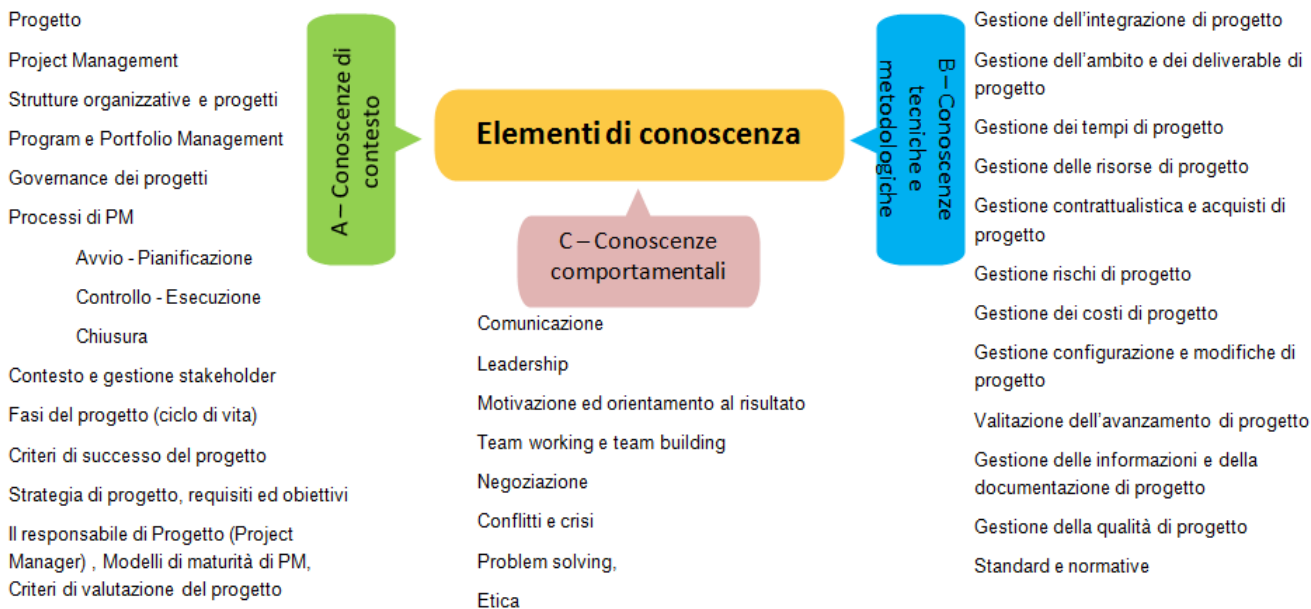 Progetto
Project Management
Strutture organizzative e progetti
Program e Portfolio Management
Governance dei progetti
Processi di PM
Avvio - Pianificazione
Controllo - Esecuzione
Chiusura
Contesto e gestione stakeholder
Fasi del progetto (ciclo di vita)
Criteri di successo del progetto
Strategia di progetto, requisiti ed obiettivi
Il responsabile di Progetto (Project
Manager) , Modelli di maturità di PM,
Criteri di valutazione del progetto
A – Conoscenze di
contesto
Elementi di conoscenza
C – Conoscenze
comportamentali
Comunicazione
Leadership
Motivazione ed orientamento al risultato
Team working e team building
Negoziazione
Conflitti e crisi
Problem solving,
Etica
B – Conoscenze
tecniche e
metodologiche
Gestione dell'integrazione di progetto
Gestione dell'ambito e dei deliverable di
progetto
Gestione dei tempi di progetto
Gestione delle risorse di progetto
Gestione contrattualistica e acquisti di
progetto
Gestione rischi di progetto
Gestione dei costi di progetto
Gestione configurazione e modifiche di
progetto
Valitazione dell'avanzamento di progetto
Gestione delle informazioni e della
documentazione di progetto
Gestione della qualità di progetto
Standard e normative